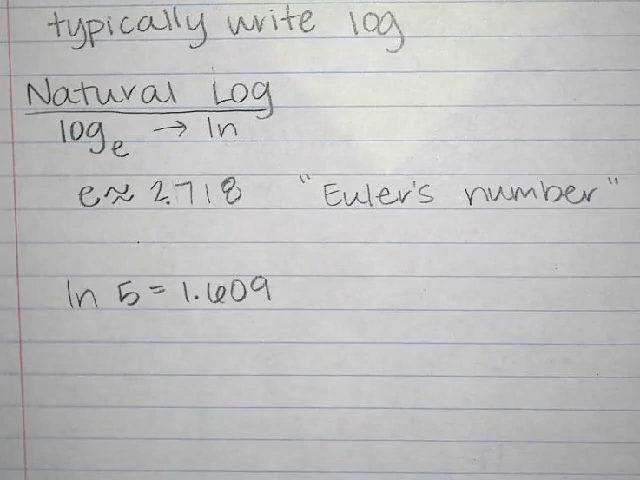 typically write log
Natural Log
logₑ → ln
e ≈ 2.718 "Euler's number"
ln 5 = 1.609